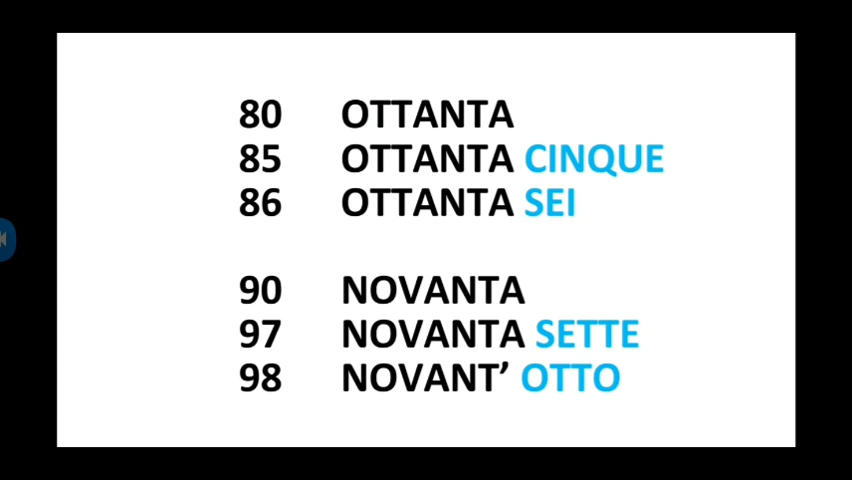 80 OTTANTA
85 OTTANTA CINQUE
86 OTTANTA SEI
90 NOVANTA
97 NOVANTA SETTE
98 NOVANT’ OTTO